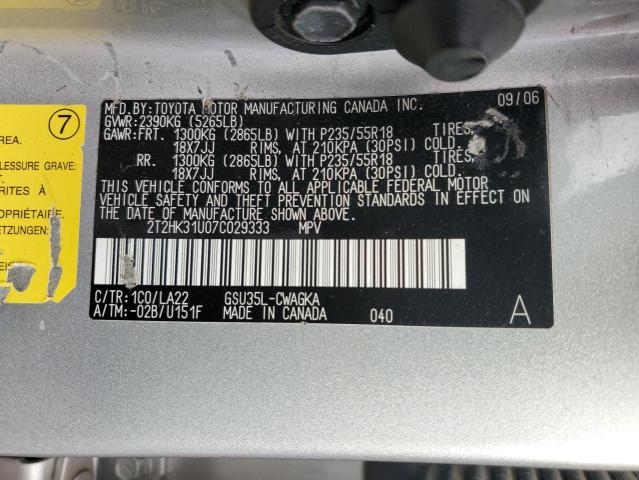 MFD.BY:TOYOTA MOTOR MANUFACTURING CANADA INC. 09/06
GVWR:2390KG (5265LB)
GAWR:FRT. 1300KG (2865LB) WITH P235/55R18 TIRES,
18X7JJ RIMS, AT 210KPA (30PSI) COLD.
RR. 1300KG (2865LB) WITH P235/55R18 TIRES,
18X7JJ RIMS, AT 210KPA (30PSI) COLD.
THIS VEHICLE CONFORMS TO ALL APPLICABLE FEDERAL MOTOR
VEHICLE SAFETY AND THEFT PREVENTION STANDARDS IN EFFECT ON
THE DATE OF MANUFACTURE SHOWN ABOVE.
2T2HK31U07C029333 MPV
C/TR:1C0/LA22 GSU35L-CWAGKA
A/TM:-02B/U151F MADE IN CANADA 040 A
7
AREA.
LESSURE GRAVE:
RITES À
PROPIÉTAIRE.
ETZUNGEN: